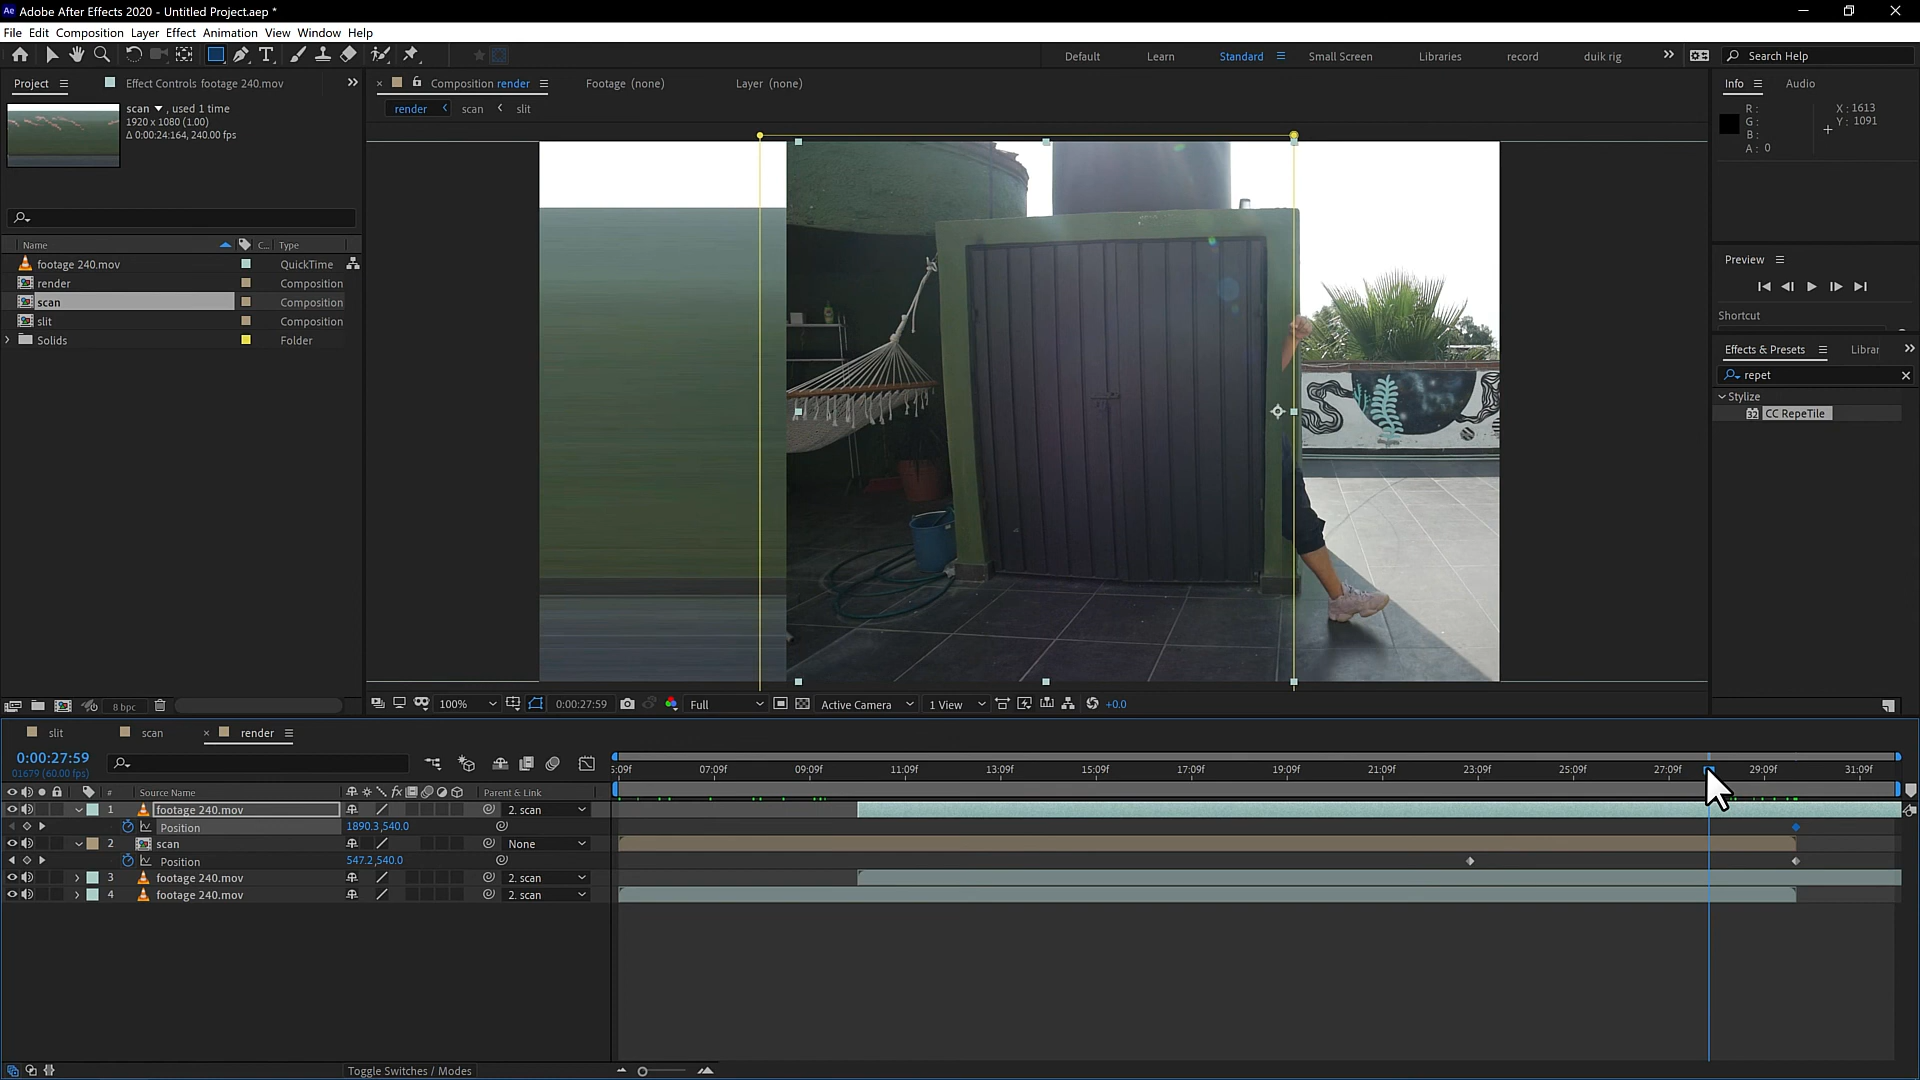 Ae Adobe After Effects 2020 - Untitled Project.aep *
File Edit Composition Layer Effect Animation View Window Help
Default Learn Standard Small Screen Libraries record duik rig Search Help
Project Effect Controls footage 240.mov
scan , used 1 time
1920 x 1080 (1.00)
Δ 0:00:24:164, 240.00 fps
Name C... Type
footage 240.mov QuickTime
render Composition
scan Composition
slit Composition
Solids Folder
8 bpc
Composition render Footage (none) Layer (none)
render scan slit
100% 0:00:27:59 Full Active Camera 1 View +0.0
Info Audio
R :
G :
B :
A : 0
X : 1613
Y : 1091
Preview
Shortcut
Effects & Presets Librar
repet
Stylize
32 CC RepeTile
slit scan render
0:00:27:59
01679 (60.00 fps)
5:09f 07:09f 09:09f 11:09f 13:09f 15:09f 17:09f 19:09f 21:09f 23:09f 25:09f 27:09f 29:09f 31:09f
# Source Name fx Parent & Link
1 footage 240.mov 2. scan
Position 1890.3,540.0
2 scan None
Position 547.2,540.0
3 footage 240.mov 2. scan
4 footage 240.mov 2. scan
Toggle Switches / Modes